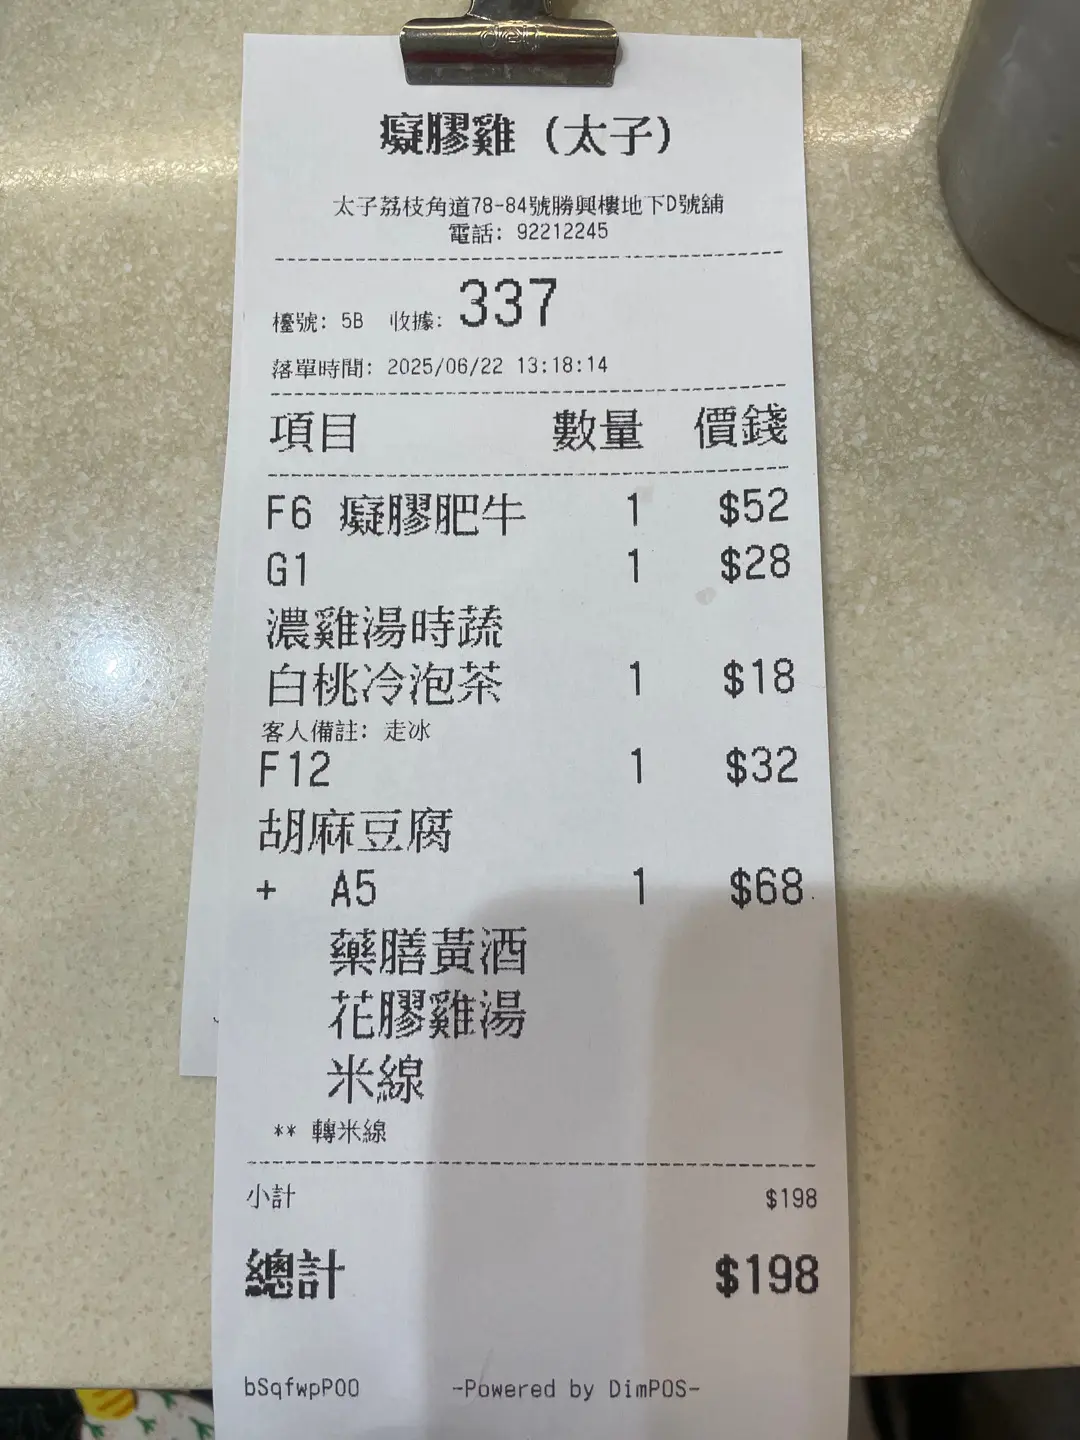 deli
癡膠雞 (太子)
太子荔枝角道78-84號勝興樓地下D號舖
電話: 92212245
檯號: 5B 收據: 337
落單時間: 2025/06/22 13:18:14
項目 數量 價錢
F6 癡膠肥牛 1 $52
G1 1 $28
濃雞湯時蔬
白桃冷泡茶 1 $18
客人備註: 走冰
F12 1 $32
胡麻豆腐
+ A5 1 $68
藥膳黃酒
花膠雞湯
米線
** 轉米線
小計 $198
總計 $198
bSqfwpP00 -Powered by DimPOS-